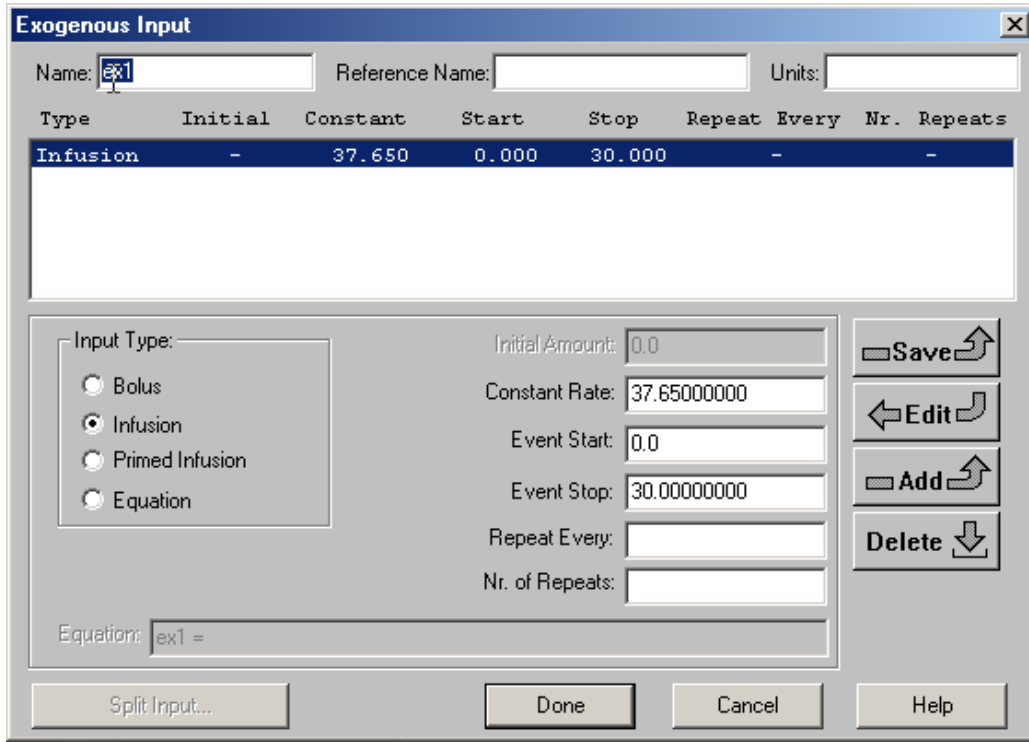 Exogenous Input
Name: ex1 Reference Name: Units:
Type Initial Constant Start Stop Repeat Every Nr. Repeats
Infusion - 37.650 0.000 30.000 - -
Input Type:
Bolus
Infusion
Primed Infusion
Equation
Initial Amount: 0.0
Constant Rate: 37.65000000
Event Start: 0.0
Event Stop: 30.00000000
Repeat Every:
Nr. of Repeats:
Equation: ex1 =
Save
Edit
Add
Delete
Split Input... Done Cancel Help